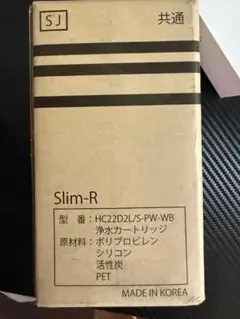 SJ 共通
Slim-R
型　番：HC22D2L/S-PW-WB
浄水カートリッジ
原材料：ポリプロピレン
シリコン
活性炭
PET
MADE IN KOREA